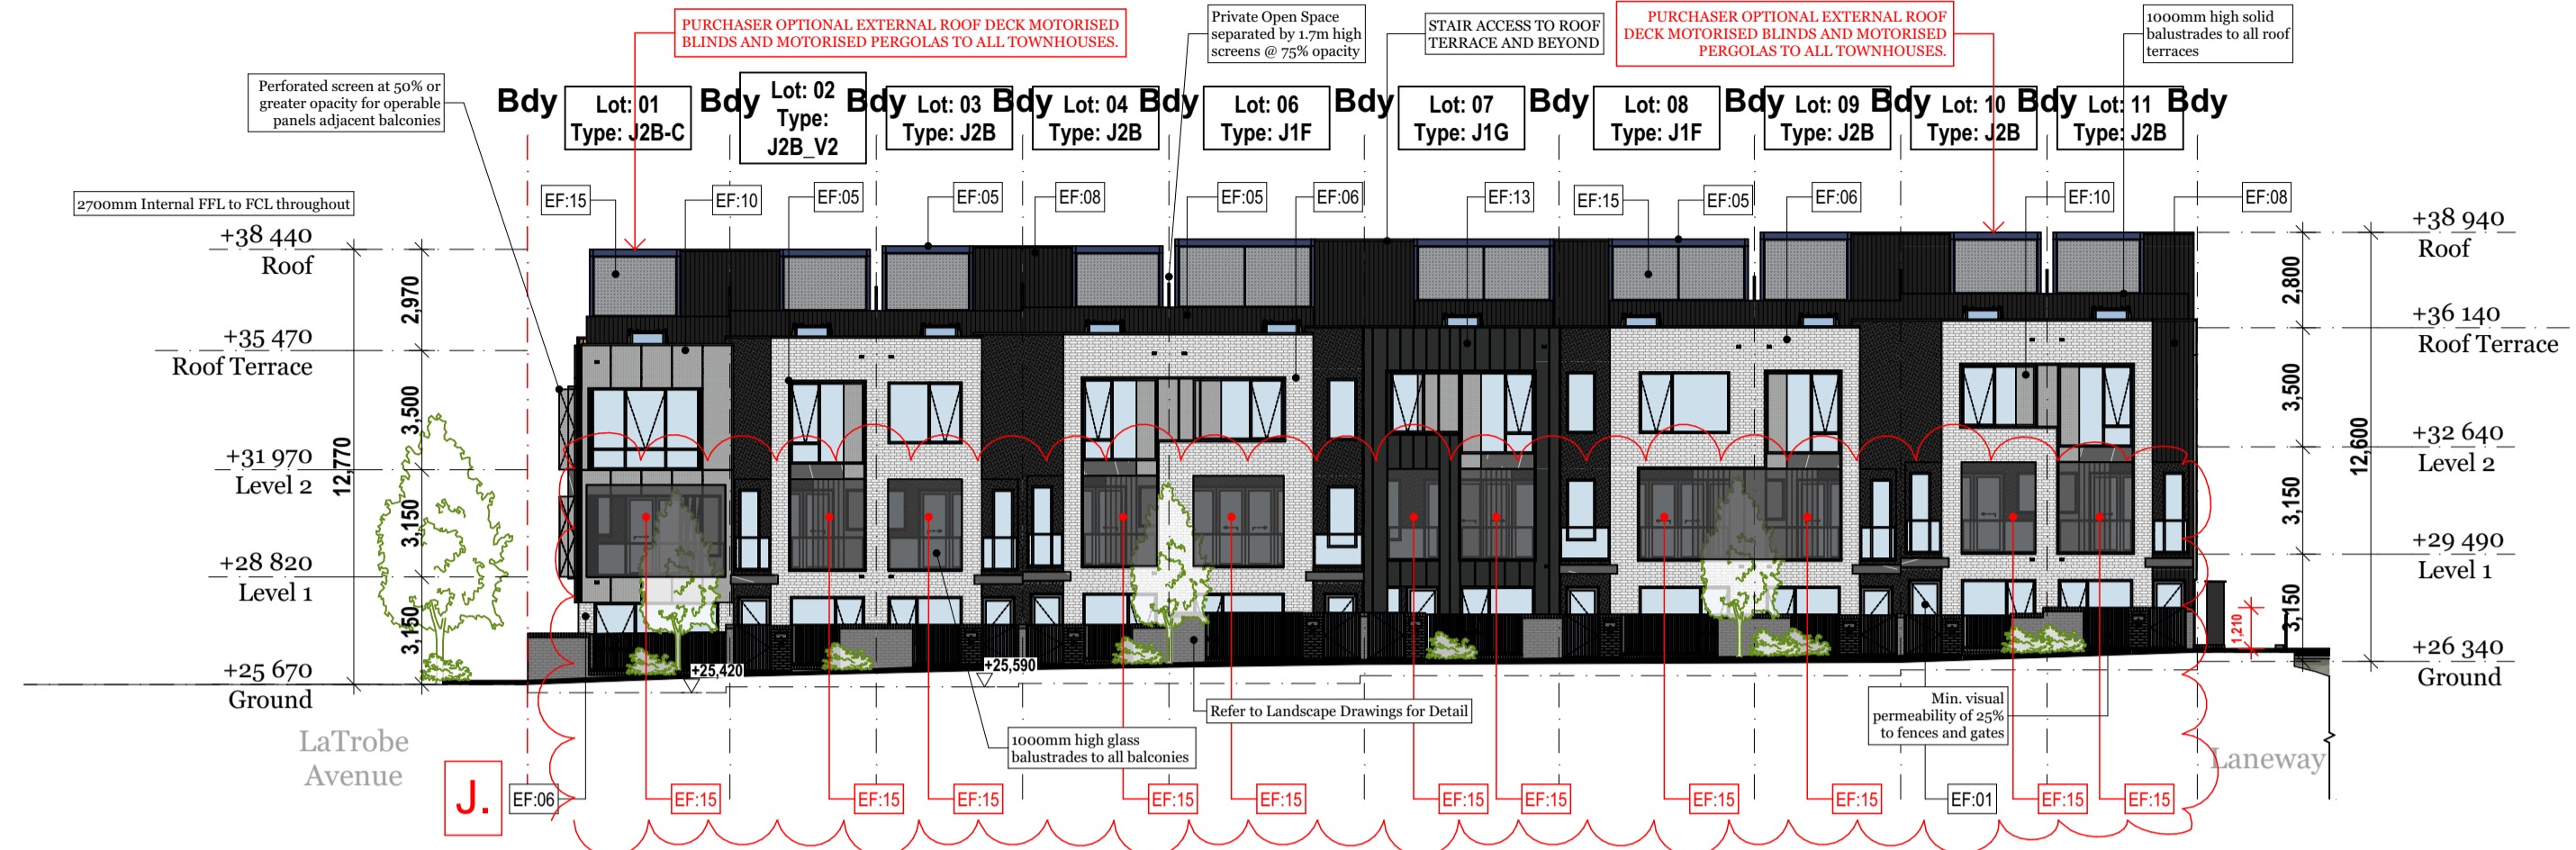 PURCHASER OPTIONAL EXTERNAL ROOF DECK MOTORISED
BLINDS AND MOTORISED PERGOLAS TO ALL TOWNHOUSES.
Private Open Space
separated by 1.7m high
screens @ 75% opacity
STAIR ACCESS TO ROOF
TERRACE AND BEYOND
PURCHASER OPTIONAL EXTERNAL ROOF
DECK MOTORISED BLINDS AND MOTORISED
PERGOLAS TO ALL TOWNHOUSES.
1000mm high solid
balustrades to all roof
terraces
Perforated screen at 50% or
greater opacity for operable
panels adjacent balconies
Bdy
Lot: 01
Type: J2B-C
Bdy
Lot: 02
Type:
J2B_V2
Bdy
Lot: 03
Type: J2B
Bdy
Lot: 04
Type: J2B
Bdy
Lot: 06
Type: J1F
Bdy
Lot: 07
Type: J1G
Bdy
Lot: 08
Type: J1F
Bdy
Lot: 09
Type: J2B
Bdy
Lot: 10
Type: J2B
Bdy
Lot: 11
Type: J2B
Bdy
2700mm Internal FFL to FCL throughout
EF:15
EF:10
EF:05
EF:05
EF:08
EF:05
EF:06
EF:13
EF:15
EF:05
EF:06
EF:10
EF:08
+38 440
Roof
+35 470
Roof Terrace
+31 970
Level 2
+28 820
Level 1
+25 670
Ground
12,770
2,970
3,500
3,150
3,150
+38 940
Roof
+36 140
Roof Terrace
+32 640
Level 2
+29 490
Level 1
+26 340
Ground
2,800
3,500
3,150
3,150
12,600
1,210
+25,420
+25,590
Refer to Landscape Drawings for Detail
1000mm high glass
balustrades to all balconies
Min. visual
permeability of 25%
to fences and gates
LaTrobe
Avenue
Laneway
J.
EF:06
EF:15
EF:15
EF:15
EF:15
EF:15
EF:15
EF:15
EF:15
EF:15
EF:01
EF:15
EF:15